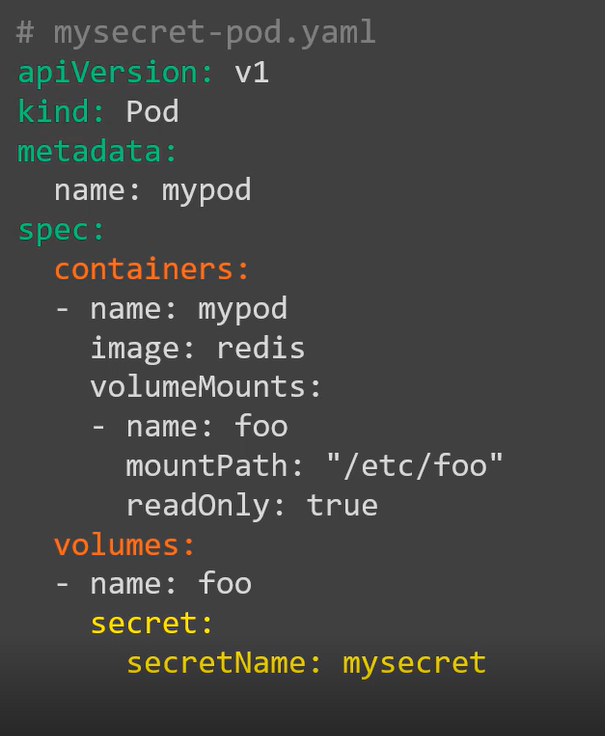 # mysecret-pod.yaml
apiVersion: v1
kind: Pod
metadata:
  name: mypod
spec:
  containers:
  - name: mypod
    image: redis
    volumeMounts:
    - name: foo
      mountPath: "/etc/foo"
      readOnly: true
  volumes:
  - name: foo
    secret:
      secretName: mysecret